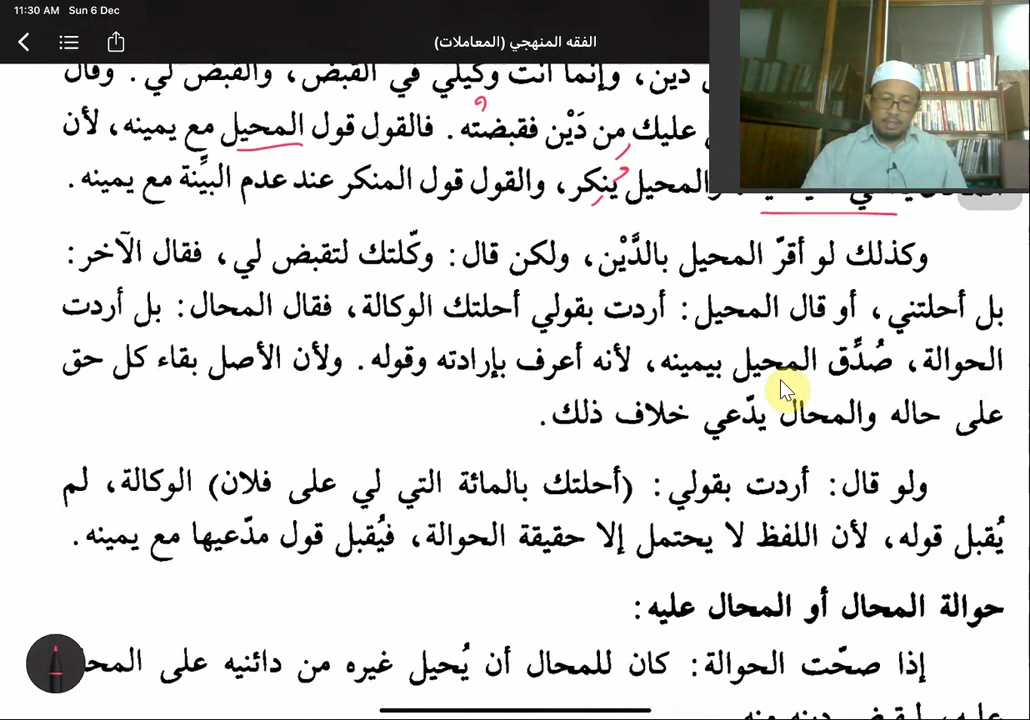 11:30 AM Sun 6 Dec
الفقه المنهجي (المعاملات)
دين، وإنما أنت وكيلي في القبض، والقبض لي. وقال
عليك من دَيْن فقبضته. فالقول قول المحيل مع يمينه، لأن
والمحيل ينكر، والقول قول المنكر عند عدم البيِّنة مع يمينه.
وكذلك لو أقرّ المحيل بالدَّيْن، ولكن قال: وكّلتك لتقبض لي، فقال الآخر:
بل أحلتني، أو قال المحيل: أردت بقولي أحلتك الوكالة، فقال المحال: بل أردت
الحوالة، صُدِّق المحيل بيمينه، لأنه أعرف بإرادته وقوله. ولأن الأصل بقاء كل حق
على حاله والمحال يدّعي خلاف ذلك.
ولو قال: أردت بقولي: (أحلتك بالمائة التي لي على فلان) الوكالة، لم
يُقبل قوله، لأن اللفظ لا يحتمل إلا حقيقة الحوالة، فيُقبل قول مدّعيها مع يمينه.
حوالة المحال أو المحال عليه:
إذا صحّت الحوالة: كان للمحال أن يُحيل غيره من دائنيه على
عليه، ليقبض دينه منه